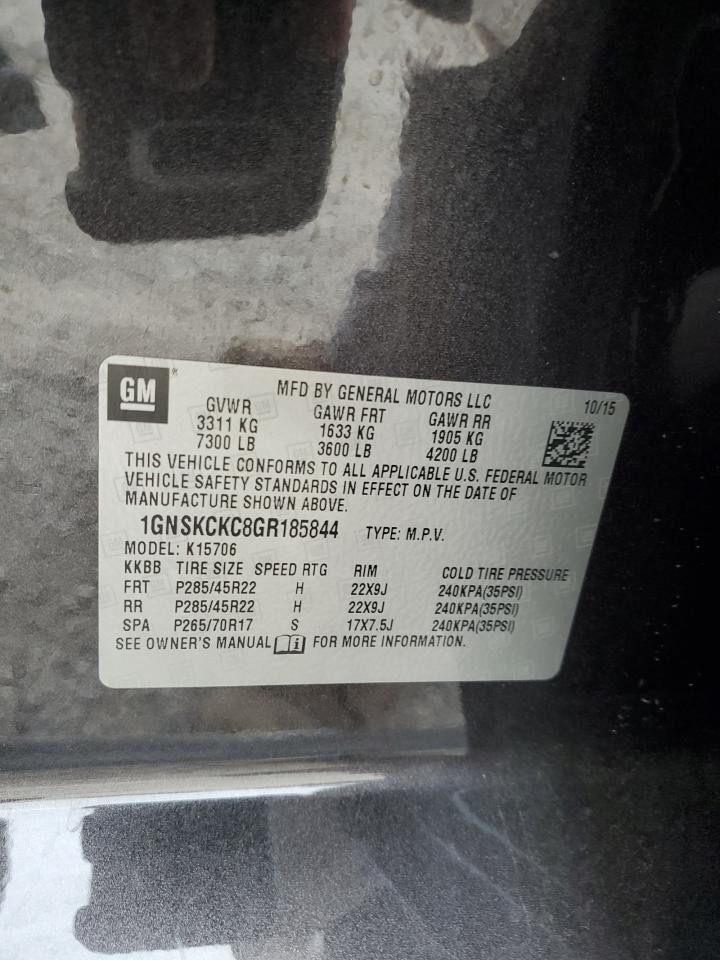 GM ® MFD BY GENERAL MOTORS LLC 10/15
GVWR GAWR FRT GAWR RR
3311 KG 1633 KG 1905 KG
7300 LB 3600 LB 4200 LB
THIS VEHICLE CONFORMS TO ALL APPLICABLE U.S. FEDERAL MOTOR
VEHICLE SAFETY STANDARDS IN EFFECT ON THE DATE OF
MANUFACTURE SHOWN ABOVE.
1GNSKCKC8GR185844 TYPE: M.P.V.
MODEL: K15706
KKBB TIRE SIZE SPEED RTG RIM COLD TIRE PRESSURE
FRT P285/45R22 H 22X9J 240KPA(35PSI)
RR P285/45R22 H 22X9J 240KPA(35PSI)
SPA P265/70R17 S 17X7.5J 240KPA(35PSI)
SEE OWNER'S MANUAL i FOR MORE INFORMATION.